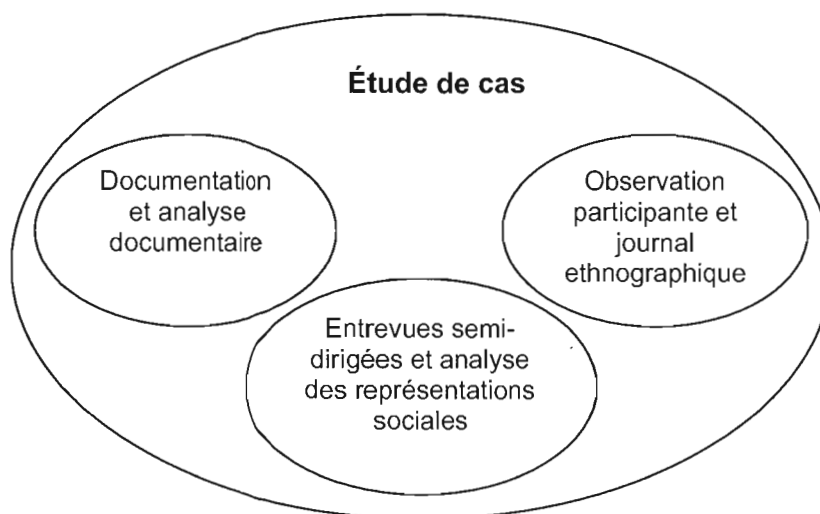 Étude de cas
Documentation
et analyse
documentaire
Observation
participante et
journal
ethnographique
Entrevues semi-
dirigées et analyse
des représentations
sociales